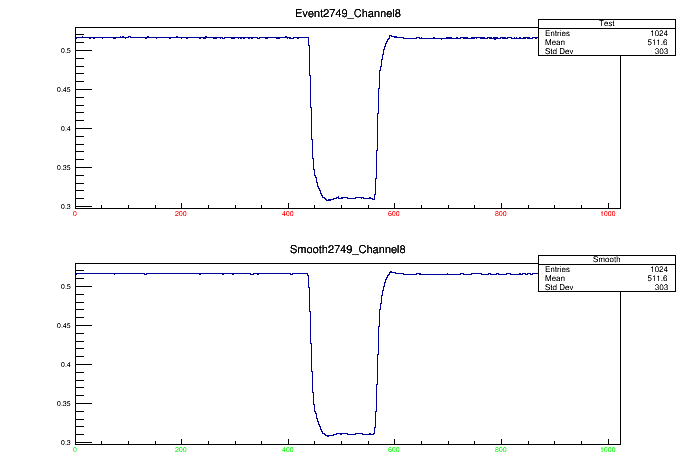 Event2749_Channel8
Test
Entries 1024
Mean 511.6
Std Dev 303
0.5
0.45
0.4
0.35
0.3
0 200 400 600 800 1000
Smooth2749_Channel8
Smooth
Entries 1024
Mean 511.6
Std Dev 303
0.5
0.45
0.4
0.35
0.3
0 200 400 600 800 1000